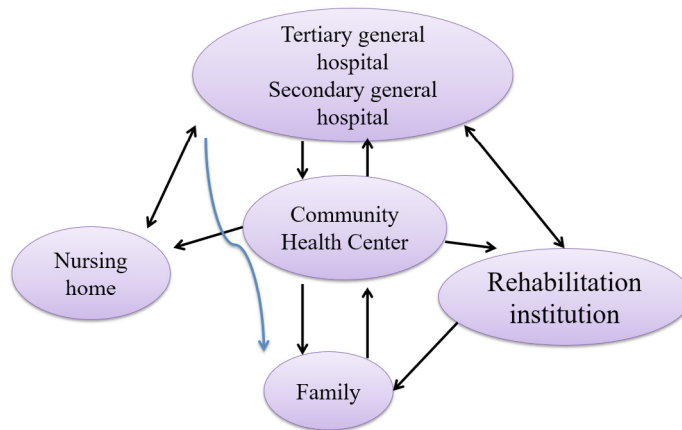 Tertiary general
hospital
Secondary general
hospital
Community
Health Center
Nursing
home
Rehabilitation
institution
Family